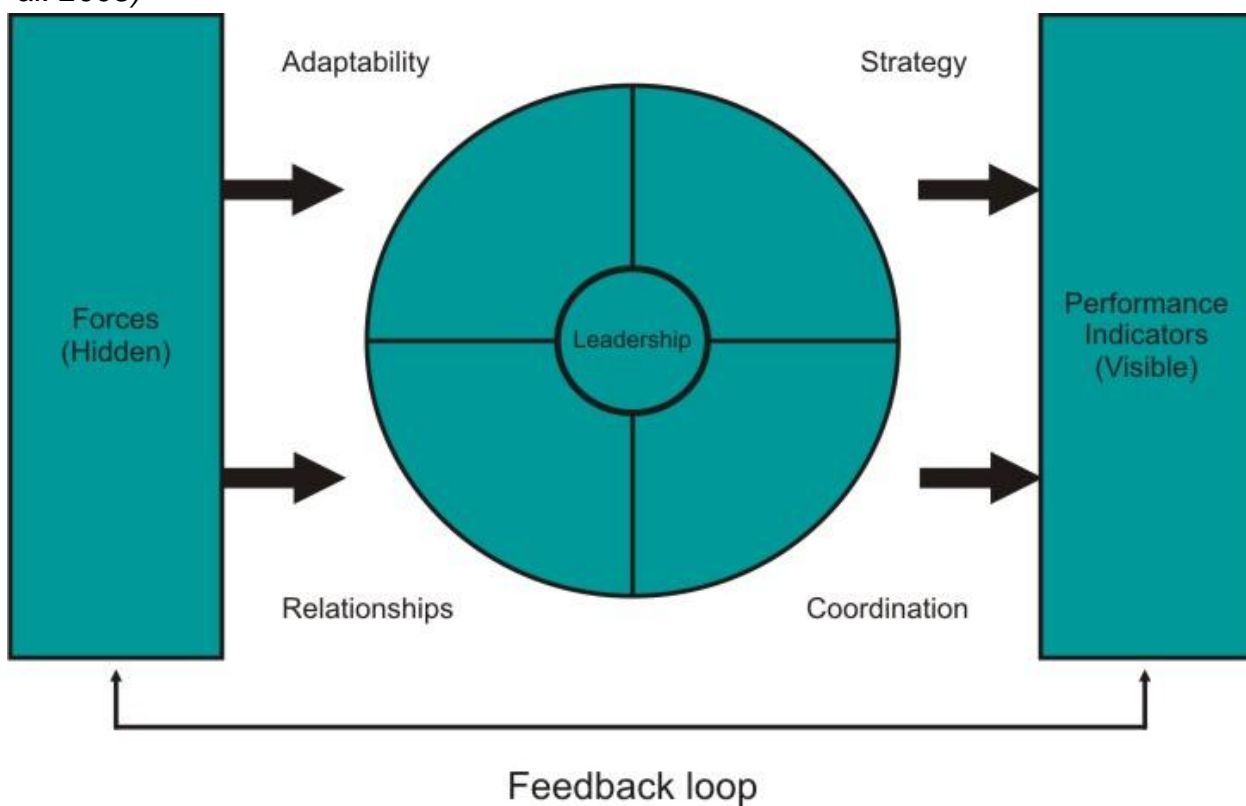 Adaptability
Strategy
Forces
(Hidden)
Leadership
Performance
Indicators
(Visible)
Relationships
Coordination
Feedback loop